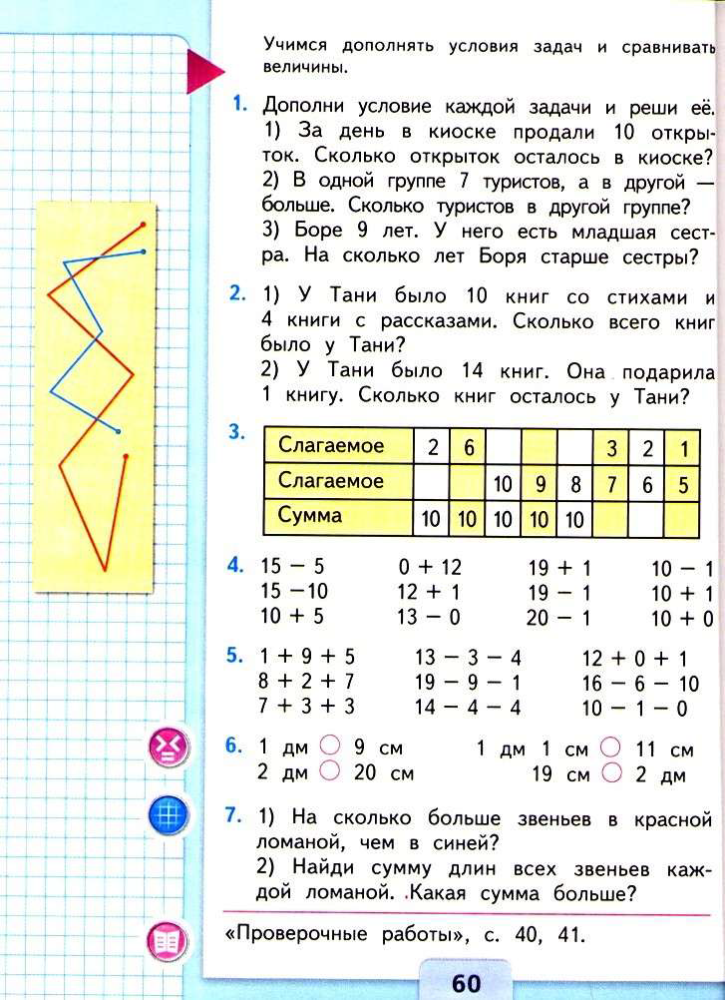 Учимся дополнять условия задач и сравнивать
величины.
1. Дополни условие каждой задачи и реши её.
1) За день в киоске продали 10 откры-
ток. Сколько открыток осталось в киоске?
2) В одной группе 7 туристов, а в другой —
больше. Сколько туристов в другой группе?
3) Боре 9 лет. У него есть младшая сест-
ра. На сколько лет Боря старше сестры?
2. 1) У Тани было 10 книг со стихами и
4 книги с рассказами. Сколько всего книг
было у Тани?
2) У Тани было 14 книг. Она подарила
1 книгу. Сколько книг осталось у Тани?
3.
Слагаемое 2 6 3 2 1
Слагаемое 10 9 8 7 6 5
Сумма 10 10 10 10 10
4. 15 − 5 0 + 12 19 + 1 10 − 1
15 −10 12 + 1 19 − 1 10 + 1
10 + 5 13 − 0 20 − 1 10 + 0
5. 1 + 9 + 5 13 − 3 − 4 12 + 0 + 1
8 + 2 + 7 19 − 9 − 1 16 − 6 − 10
7 + 3 + 3 14 − 4 − 4 10 − 1 − 0
6. 1 дм ○ 9 см 1 дм 1 см ○ 11 см
2 дм ○ 20 см 19 см ○ 2 дм
7. 1) На сколько больше звеньев в красной
ломаной, чем в синей?
2) Найди сумму длин всех звеньев каж-
дой ломаной. Какая сумма больше?
«Проверочные работы», с. 40, 41.
60